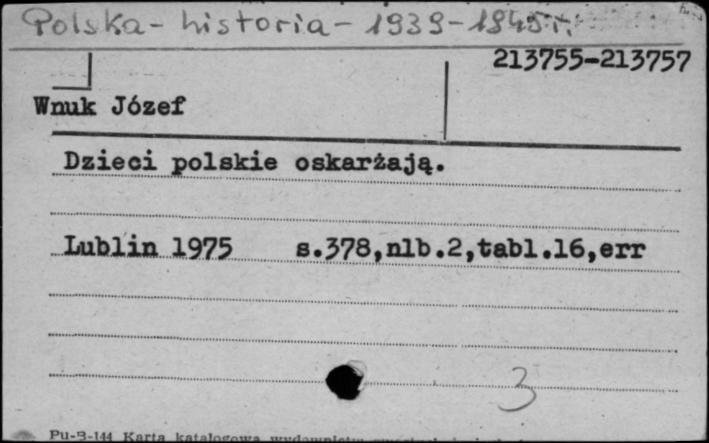 Polska - historia - 1939-1945 r.
213755-213757
Wnuk Józef
Dzieci polskie oskarżają.
Lublin 1975 s.378,nlb.2,tabl.16,err
3
Pu-B-144 Karta katalogowa